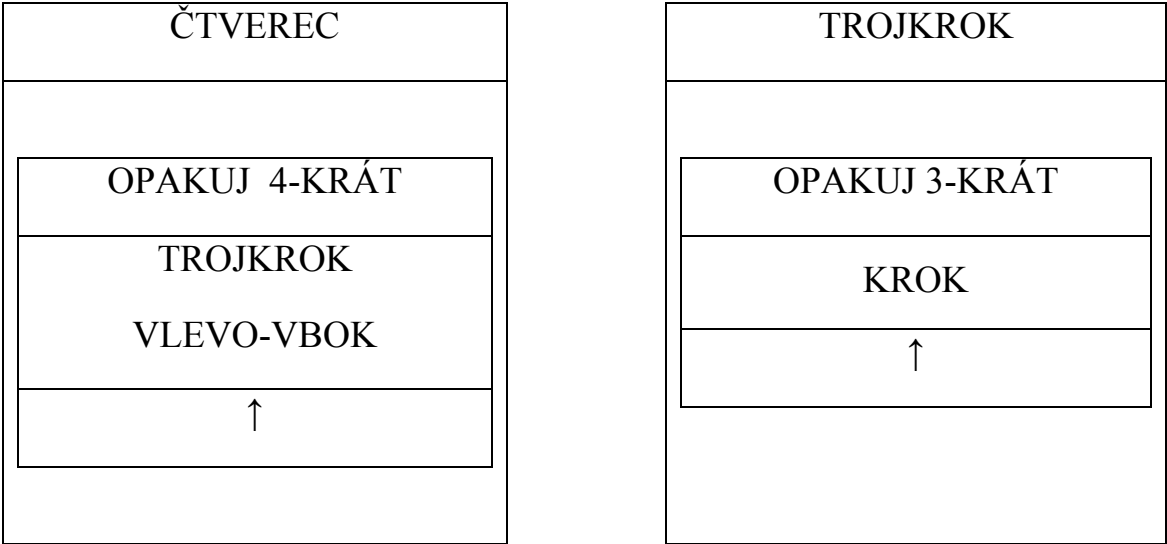 ČTVEREC
OPAKUJ 4-KRÁT
TROJKROK
VLEVO-VBOK
↑
TROJKROK
OPAKUJ 3-KRÁT
KROK
↑